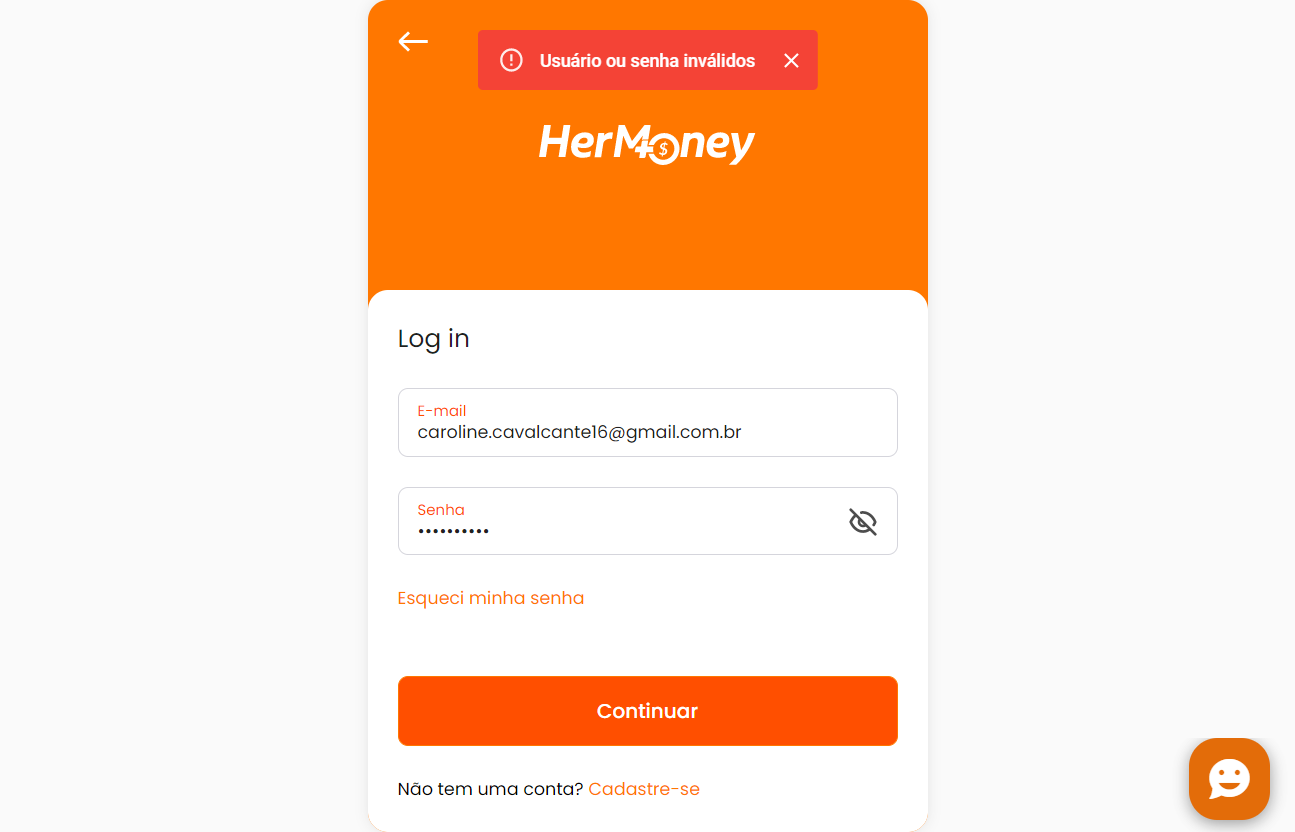 Usuário ou senha inválidos
HerMoney
Log in
E-mail
caroline.cavalcante16@gmail.com.br
Senha
••••••••••
Esqueci minha senha
Continuar
Não tem uma conta? Cadastre-se